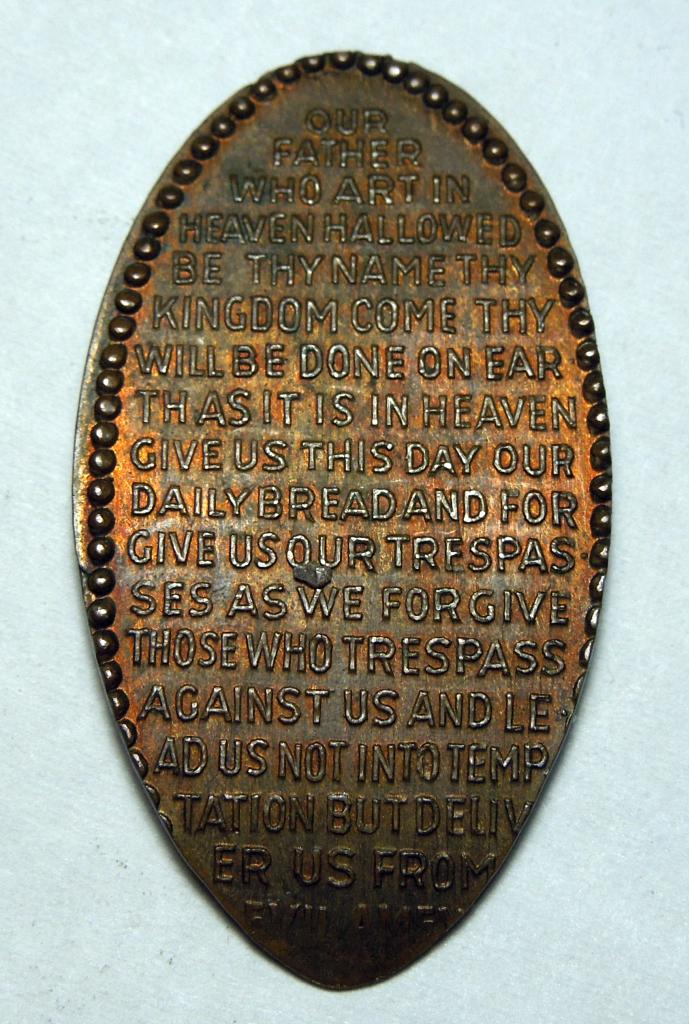 OUR
FATHER
WHO ART IN
HEAVEN HALLOWED
BE THY NAME THY
KINGDOM COME THY
WILL BE DONE ON EAR
TH AS IT IS IN HEAVEN
GIVE US THIS DAY OUR
DAILY BREAD AND FOR
GIVE US OUR TRESPAS
SES AS WE FORGIVE
THOSE WHO TRESPASS
AGAINST US AND LE
AD US NOT INTO TEMP
TATION BUT DELIV
ER US FROM
EVIL AMEN